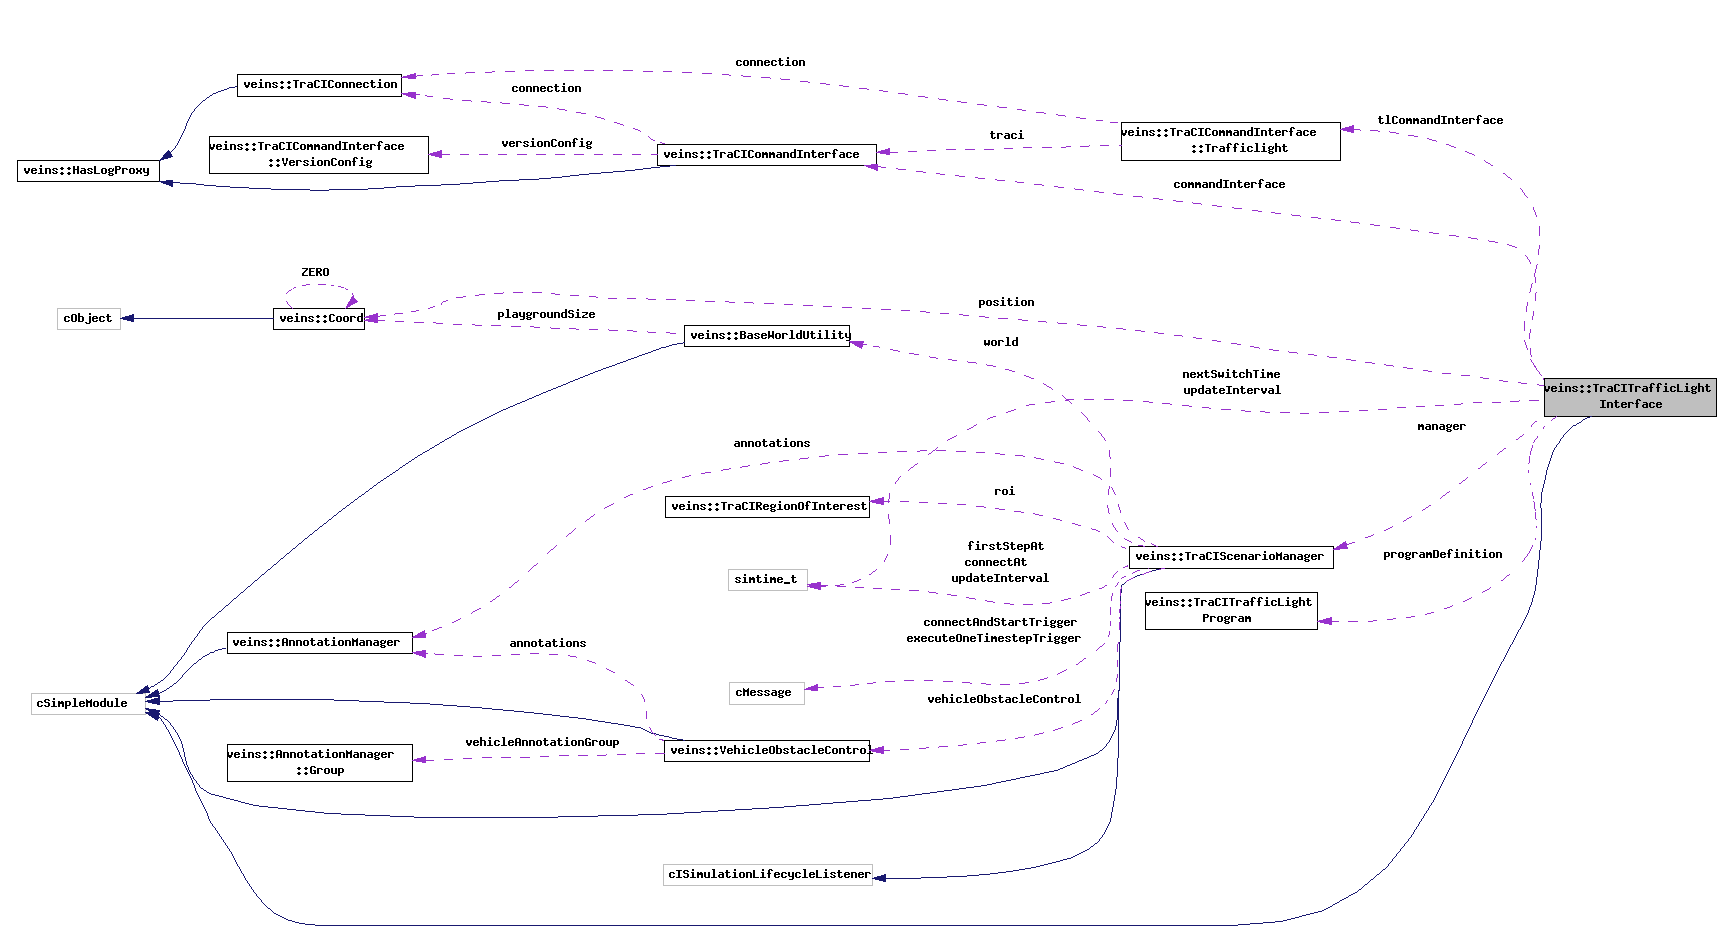 connection
veins::TraCIConnection
connection
tlCommandInterface
veins::TraCICommandInterface
::Trafficlight
traci
versionConfig
veins::TraCICommandInterface
::VersionConfig
veins::TraCICommandInterface
veins::HasLogProxy
commandInterface
ZERO
position
cObject
veins::Coord
playgroundSize
veins::BaseWorldUtility
world
nextSwitchTime
updateInterval
veins::TraCITrafficLight
Interface
manager
annotations
roi
veins::TraCIRegionOfInterest
firstStepAt
connectAt
updateInterval
veins::TraCIScenarioManager
programDefinition
simtime_t
veins::TraCITrafficLight
Program
connectAndStartTrigger
executeOneTimestepTrigger
veins::AnnotationManager
annotations
cMessage
vehicleObstacleControl
cSimpleModule
vehicleAnnotationGroup
veins::VehicleObstacleControl
veins::AnnotationManager
::Group
cISimulationLifecycleListener